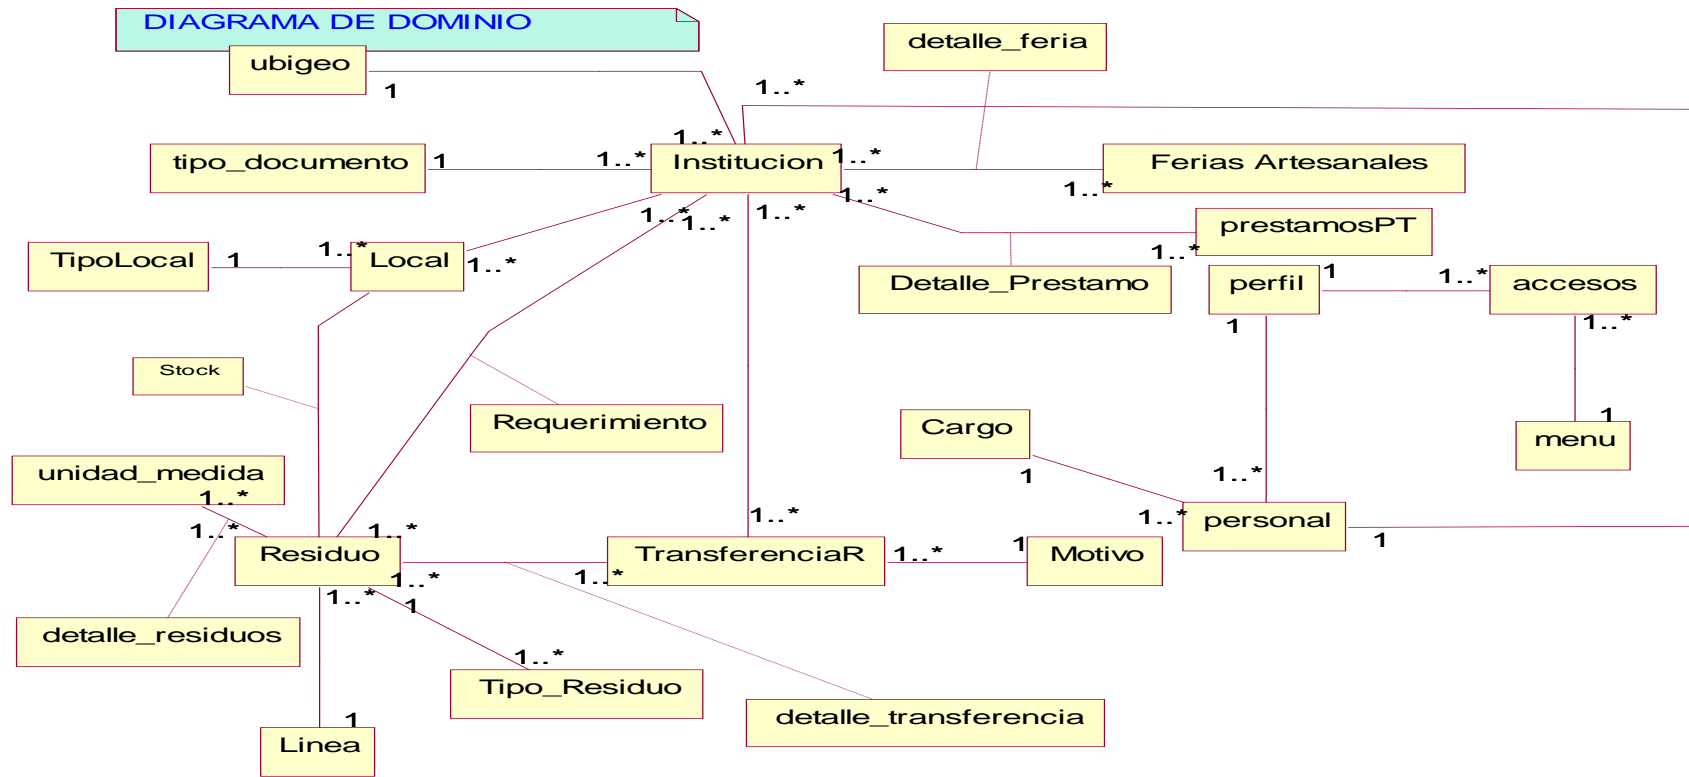 DIAGRAMA DE DOMINIO
detalle_feria
ubigeo
1
1..*
1..*
tipo_documento
1
1..*
Institucion
1..*
1..*
Ferias Artesanales
1..*
1..*
1..*
1..*
prestamosPT
1..*
TipoLocal
1
1..*
Local
1..*
Detalle_Prestamo
perfil
1
1..*
accesos
1
1..*
Stock
Requerimiento
Cargo
1
1
menu
unidad_medida
1..*
1..*
1..*
1..*
1..*
1..*
personal
1
Residuo
TransferenciaR
1..*
1
Motivo
1..*
1..*
1..*
1
detalle_residuos
1..*
Tipo_Residuo
detalle_transferencia
1
Linea